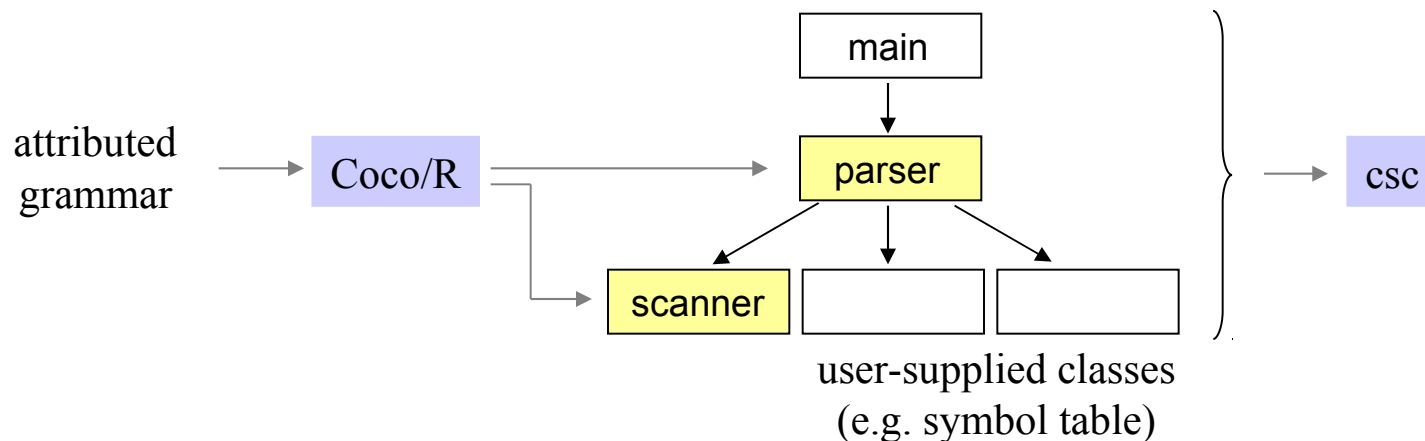 main
attributed
grammar
Coco/R
parser
csc
scanner
user-supplied classes
(e.g. symbol table)